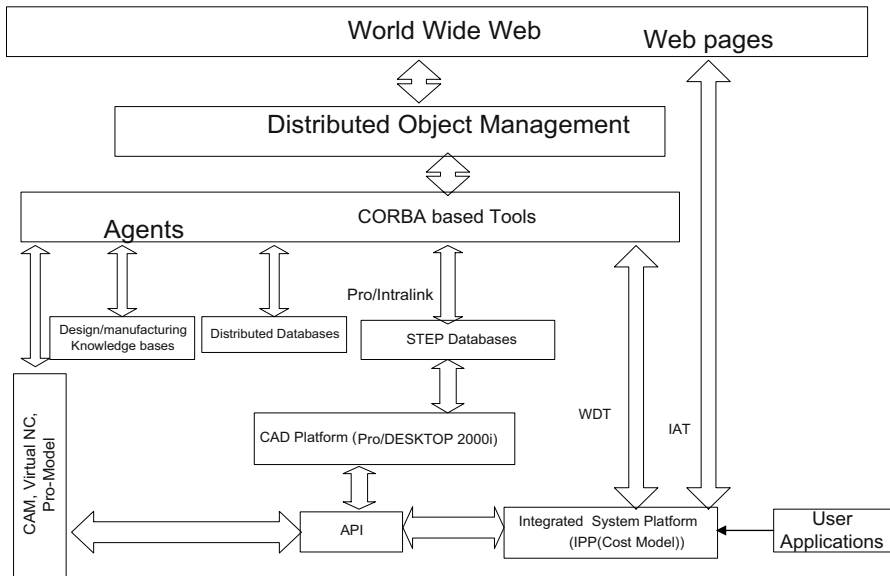 World Wide Web
Web pages
Distributed Object Management
CORBA based Tools
Agents
Pro/Intralink
Design/manufacturing
Knowledge bases
Distributed Databases
STEP Databases
CAM, Virtual NC,
Pro-Model
CAD Platform (Pro/DESKTOP 2000i)
WDT
IAT
API
Integrated System Platform
(IPP(Cost Model))
User
Applications